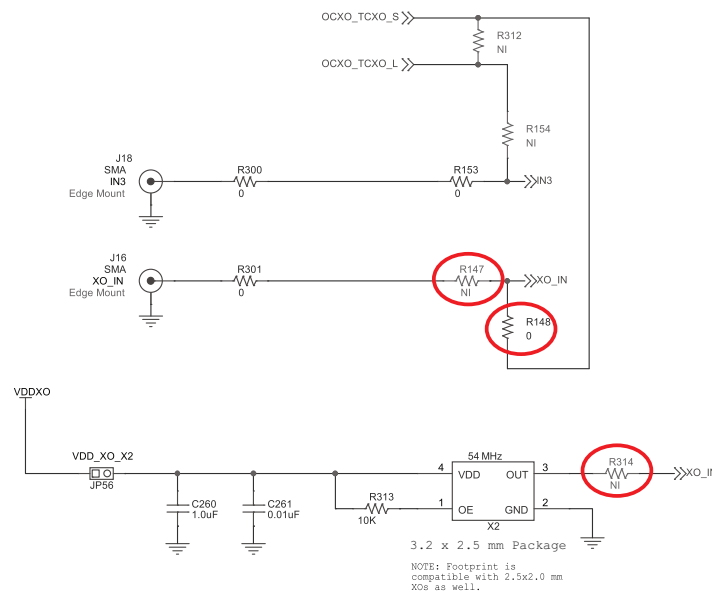 OCXO_TCXO_S
R312
NI
OCXO_TCXO_L
R154
NI
J18
SMA
IN3
Edge Mount
R300
0
R153
0
IN3
J16
SMA
XO_IN
Edge Mount
R301
0
R147
NI
XO_IN
R148
0
VDDXO
VDD_XO_X2
JP56
C260
1.0uF
C261
0.01uF
R313
10K
54 MHz
4 VDD OUT 3
1 OE GND 2
X2
R314
NI
XO_IN
3.2 x 2.5 mm Package
NOTE: Footprint is
compatible with 2.5x2.0 mm
XOs as well.